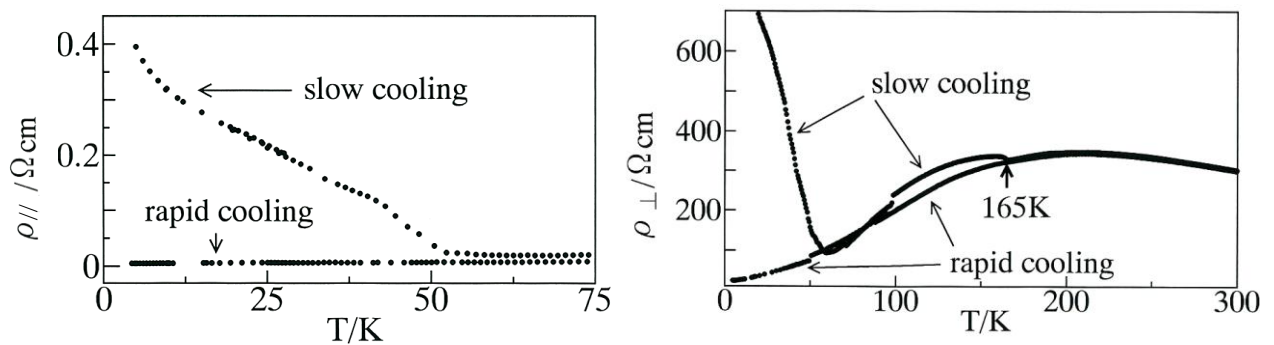 ρ// /Ωcm
0.4
0.2
0
slow cooling
rapid cooling
0
25
50
75
T/K
ρ⊥/Ωcm
600
400
200
slow cooling
165K
rapid cooling
0
100
200
300
T/K